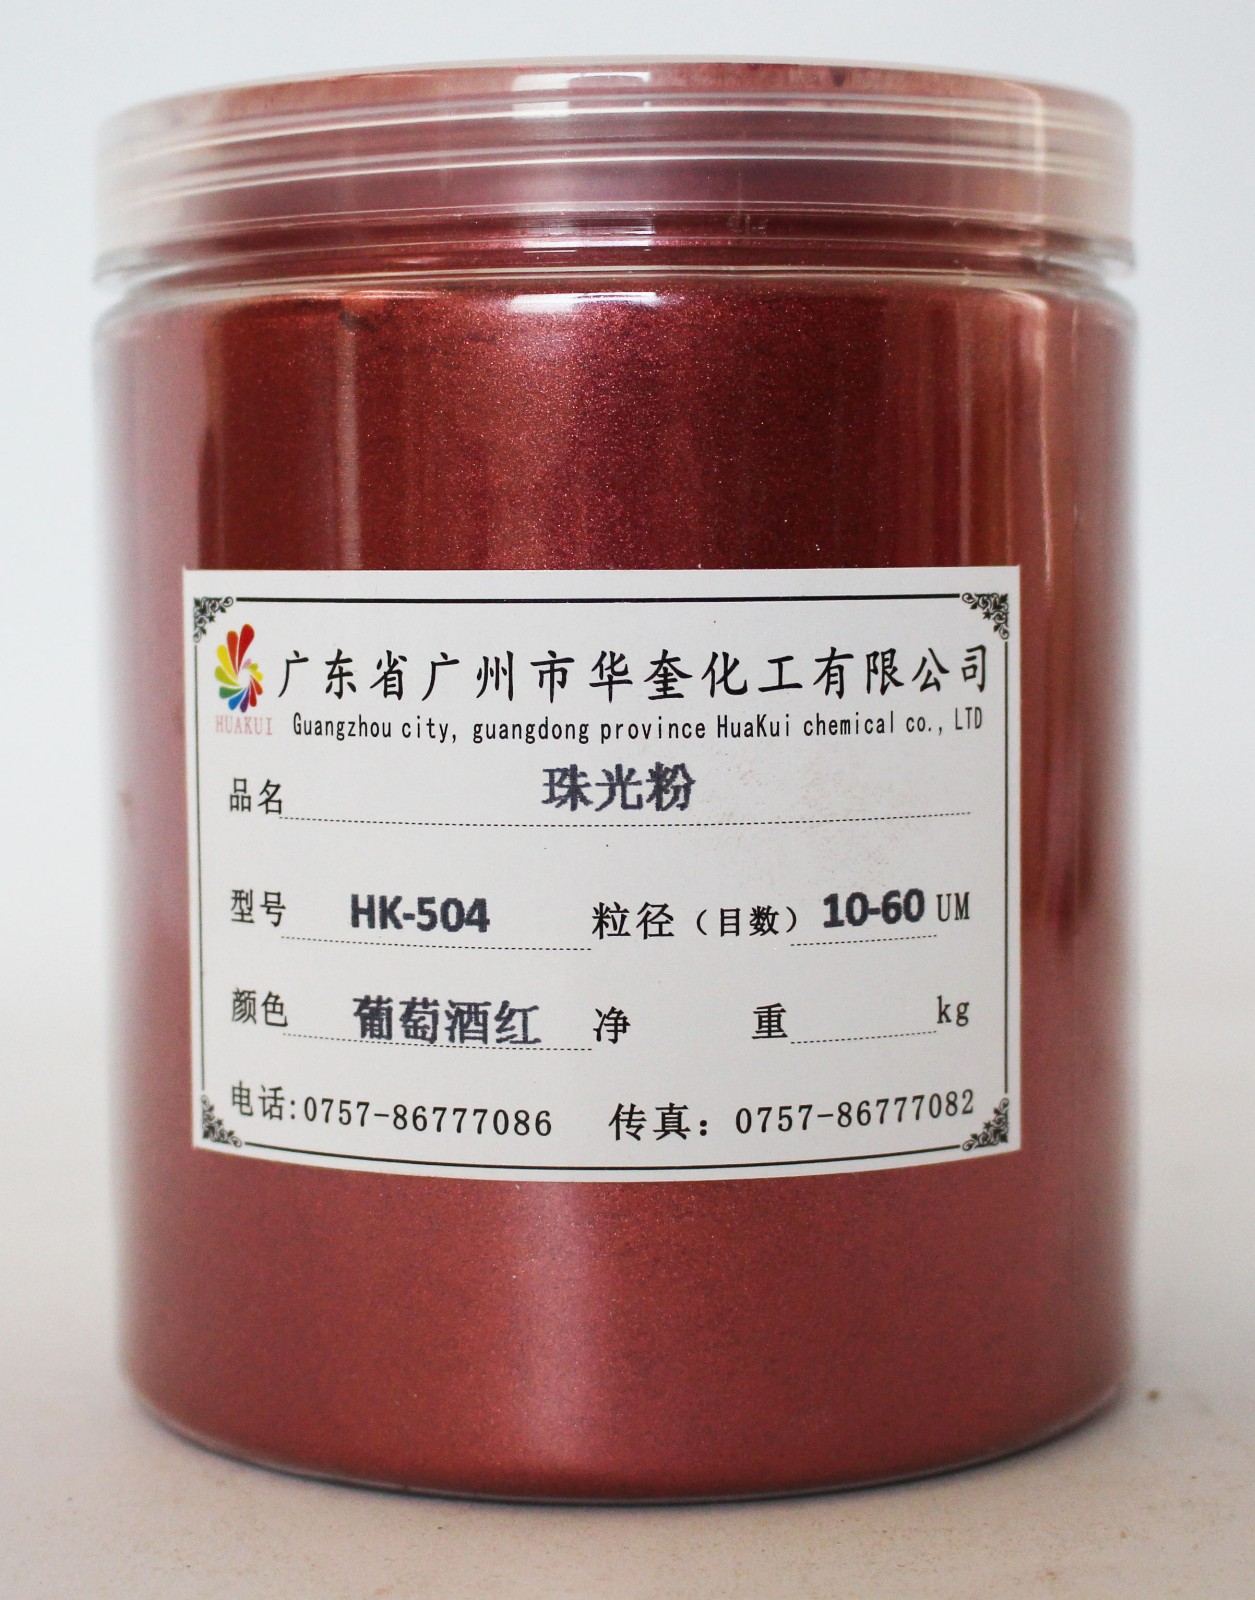 广东省广州市华奎化工有限公司
HUAKUI Guangzhou city, guangdong province HuaKui chemical co., LTD
品名 珠光粉
型号 HK-504 粒径（目数） 10-60 UM
颜色 葡萄酒红 净 重 kg
电话:0757-86777086 传真：0757-86777082